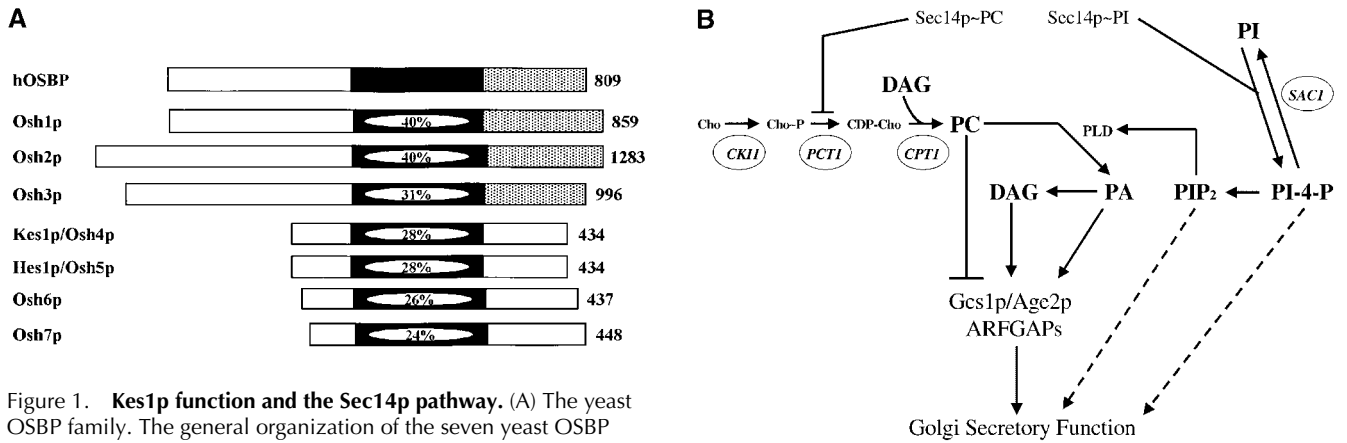 A
hOSBP 809
Osh1p 40% 859
Osh2p 40% 1283
Osh3p 31% 996
Kes1p/Osh4p 28% 434
Hes1p/Osh5p 28% 434
Osh6p 26% 437
Osh7p 24% 448
Figure 1. Kes1p function and the Sec14p pathway. (A) The yeast
OSBP family. The general organization of the seven yeast OSBP
B
Sec14p~PC Sec14p~PI
PI
SAC1
DAG
Cho Cho~P CDP-Cho PC PLD
CKI1 PCT1 CPT1
DAG PA PIP2 PI-4-P
Gcs1p/Age2p
ARFGAPs
Golgi Secretory Function